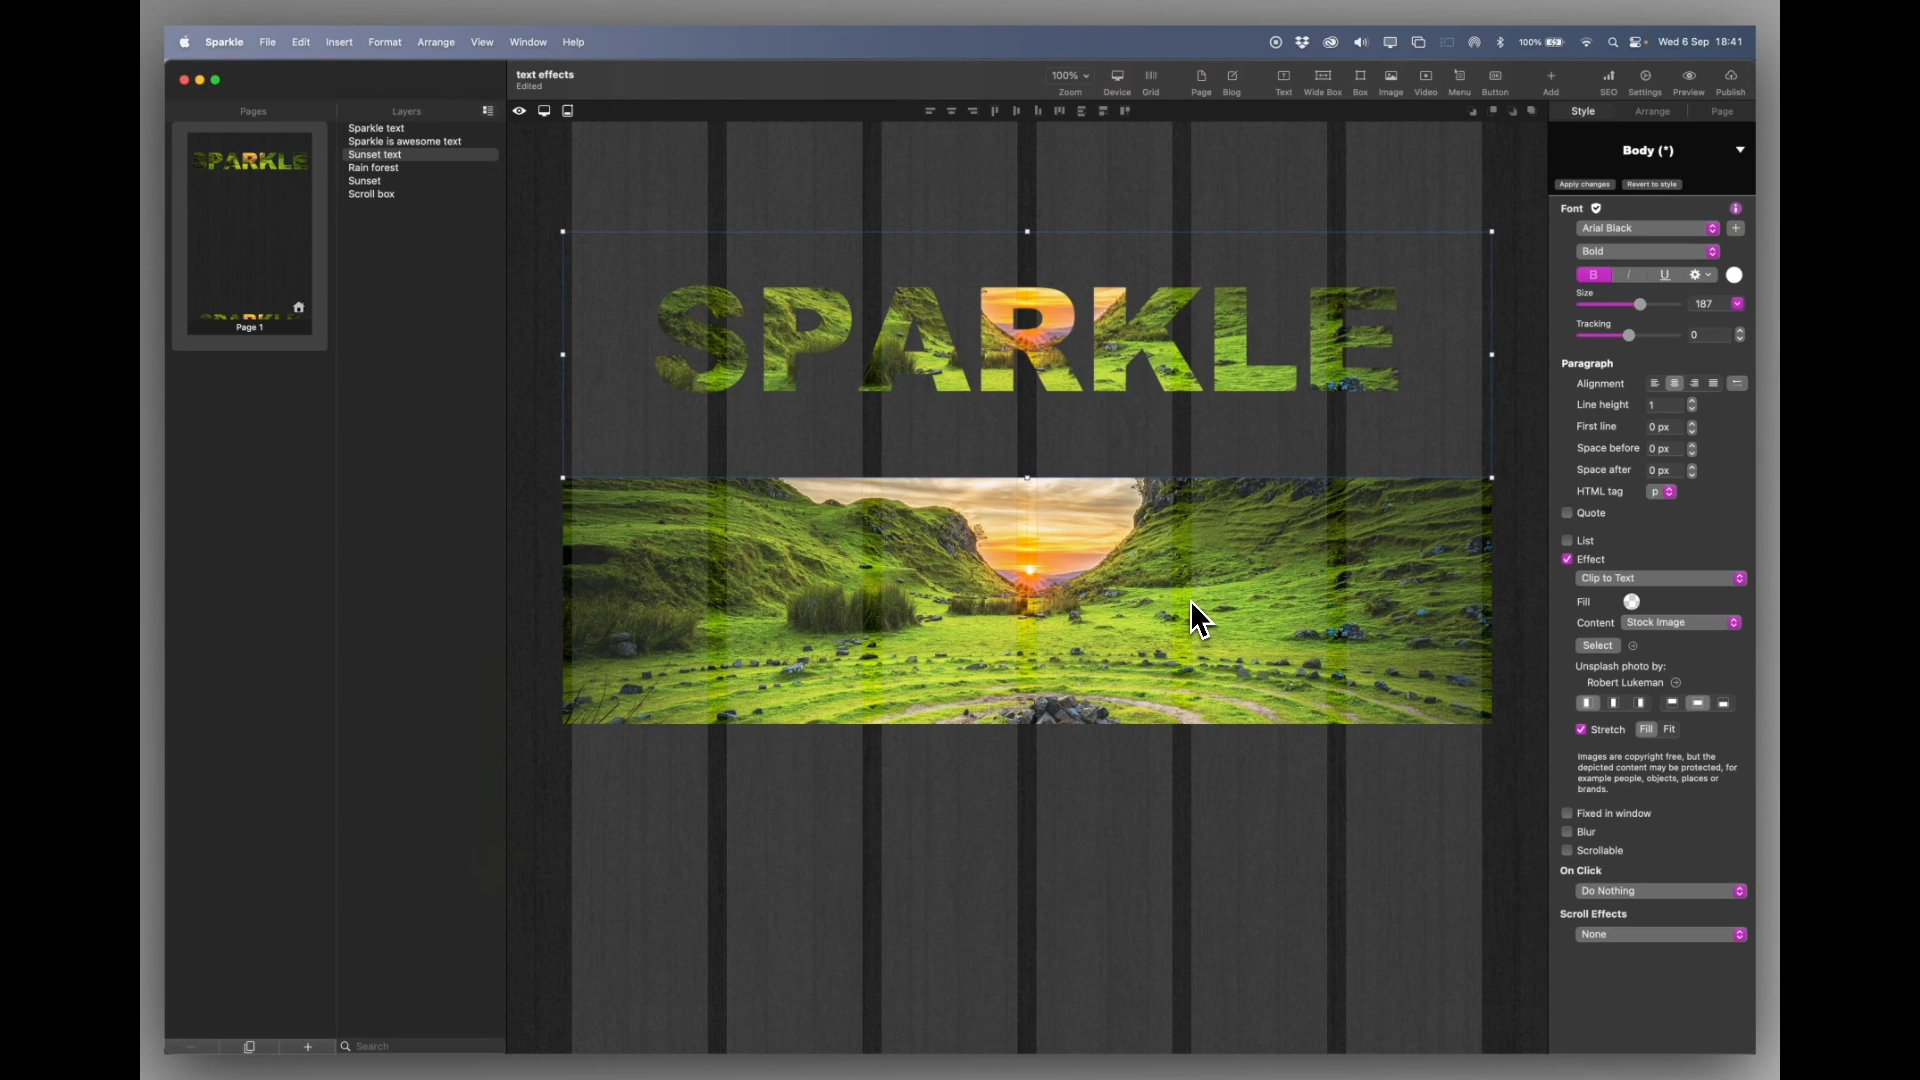 Sparkle File Edit Insert Format Arrange View Window Help
100% Wed 6 Sep 18:41
text effects
Edited
100%
Zoom Device Grid Page Blog Text Wide Box Box Image Video Menu Button Add SEO Settings Preview Publish
Pages Layers
Style Arrange Page
Sparkle text
Sparkle is awesome text
Sunset text
Rain forest
Sunset
Scroll box
SPARKLE
Page 1
SPARKLE
Body (*)
Apply changes Revert to style
Font
Arial Black
Bold
B I U
Size
187
Tracking
0
Paragraph
Alignment
Line height 1
First line 0 px
Space before 0 px
Space after 0 px
HTML tag p
Quote
List
Effect
Clip to Text
Fill
Content Stock Image
Select
Unsplash photo by:
Robert Lukeman
Stretch Fill Fit
Images are copyright free, but the
depicted content may be protected, for
example people, objects, places or
brands.
Fixed in window
Blur
Scrollable
On Click
Do Nothing
Scroll Effects
None
Search